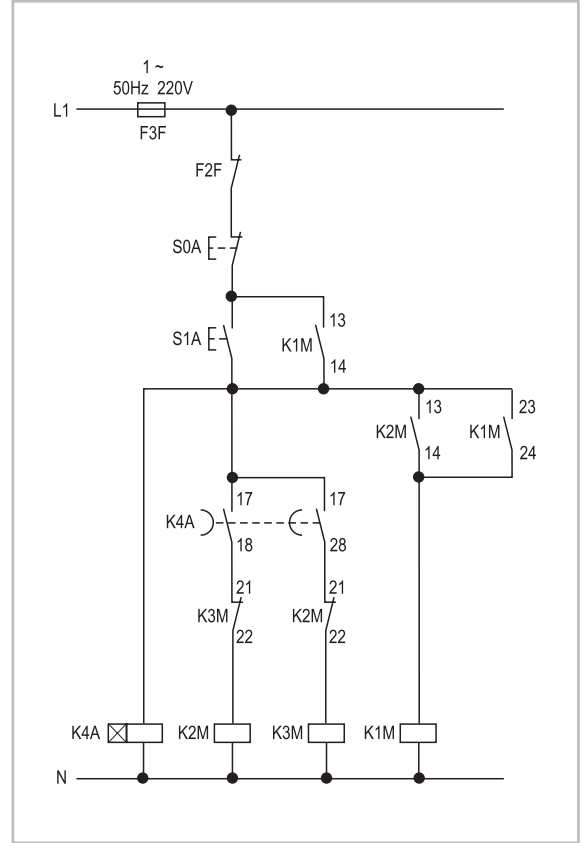 1 ~
50Hz 220V
L1
F3F
F2F
S0A
S1A
K1M
13
14
K2M
13
14
K1M
23
24
K4A
17
18
17
28
K3M
21
22
K2M
21
22
K4A
K2M
K3M
K1M
N